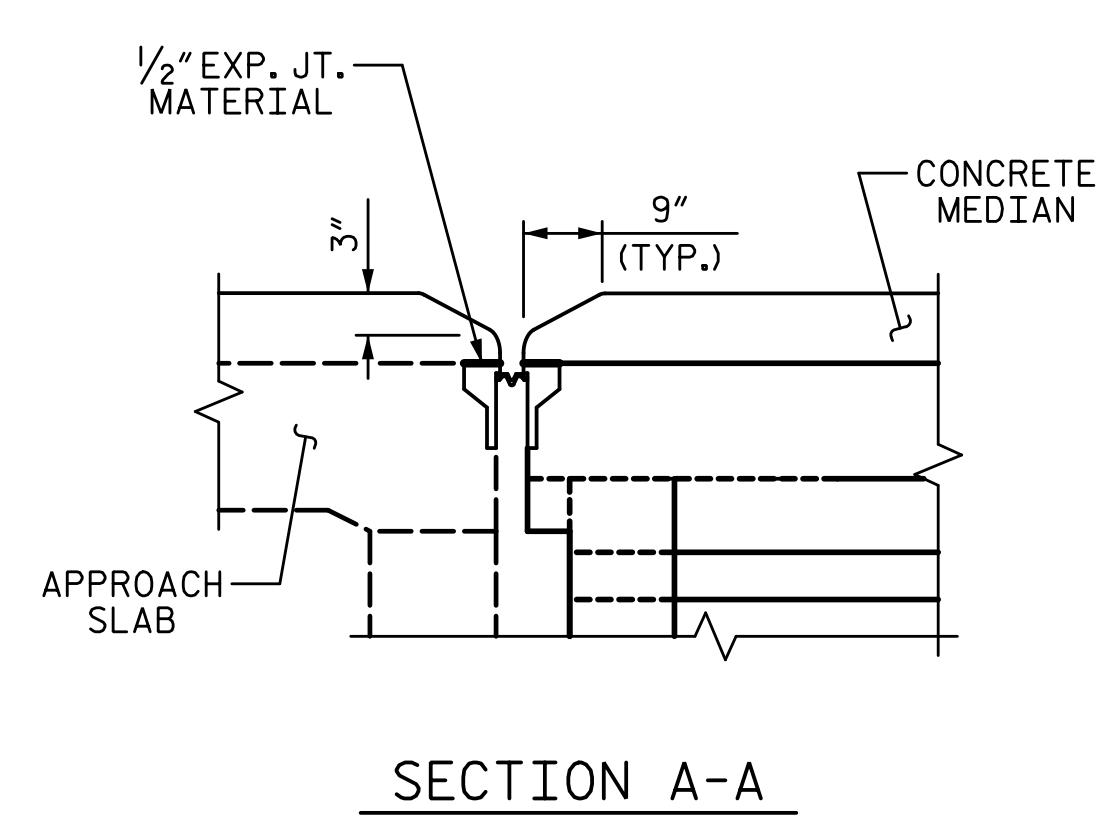 1/2" EXP. JT.
MATERIAL
CONCRETE
MEDIAN
9"
(TYP.)
3"
APPROACH
SLAB
SECTION A-A